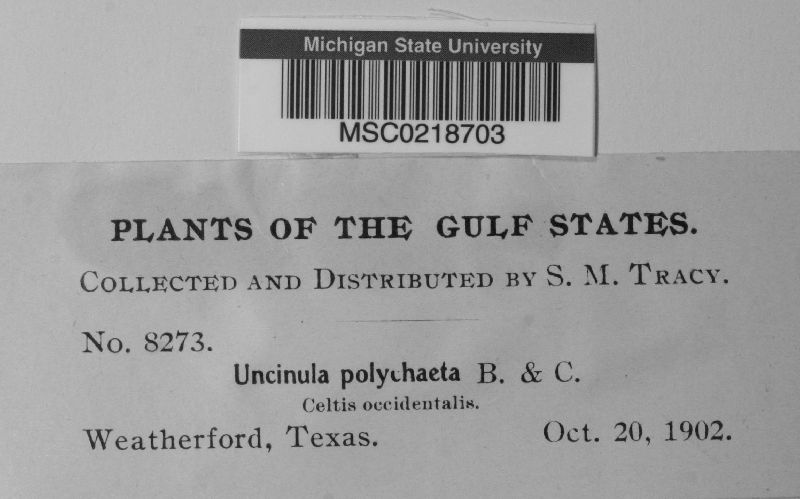 Michigan State University
MSC0218703
PLANTS OF THE GULF STATES.
COLLECTED AND DISTRIBUTED BY S. M. TRACY.
No. 8273.
Uncinula polychaeta B. & C.
Celtis occidentalis.
Weatherford, Texas. Oct. 20, 1902.